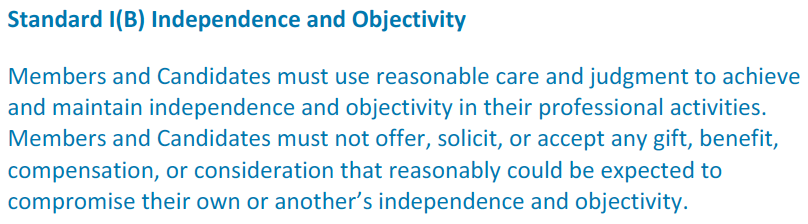 Standard I(B) Independence and Objectivity
Members and Candidates must use reasonable care and judgment to achieve
and maintain independence and objectivity in their professional activities.
Members and Candidates must not offer, solicit, or accept any gift, benefit,
compensation, or consideration that reasonably could be expected to
compromise their own or another’s independence and objectivity.